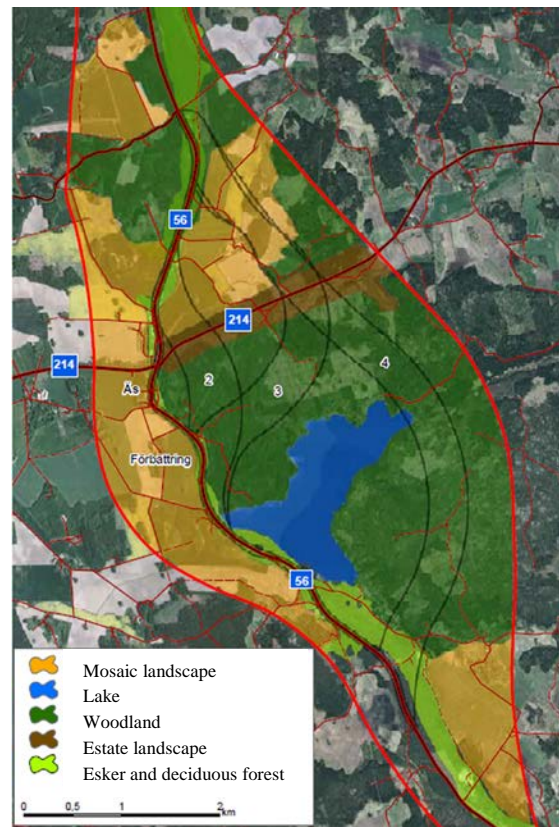 56
214
214
2
3
4
Ås
Förbättring
56
Mosaic landscape
Lake
Woodland
Estate landscape
Esker and deciduous forest
0 0,5 1 2
km